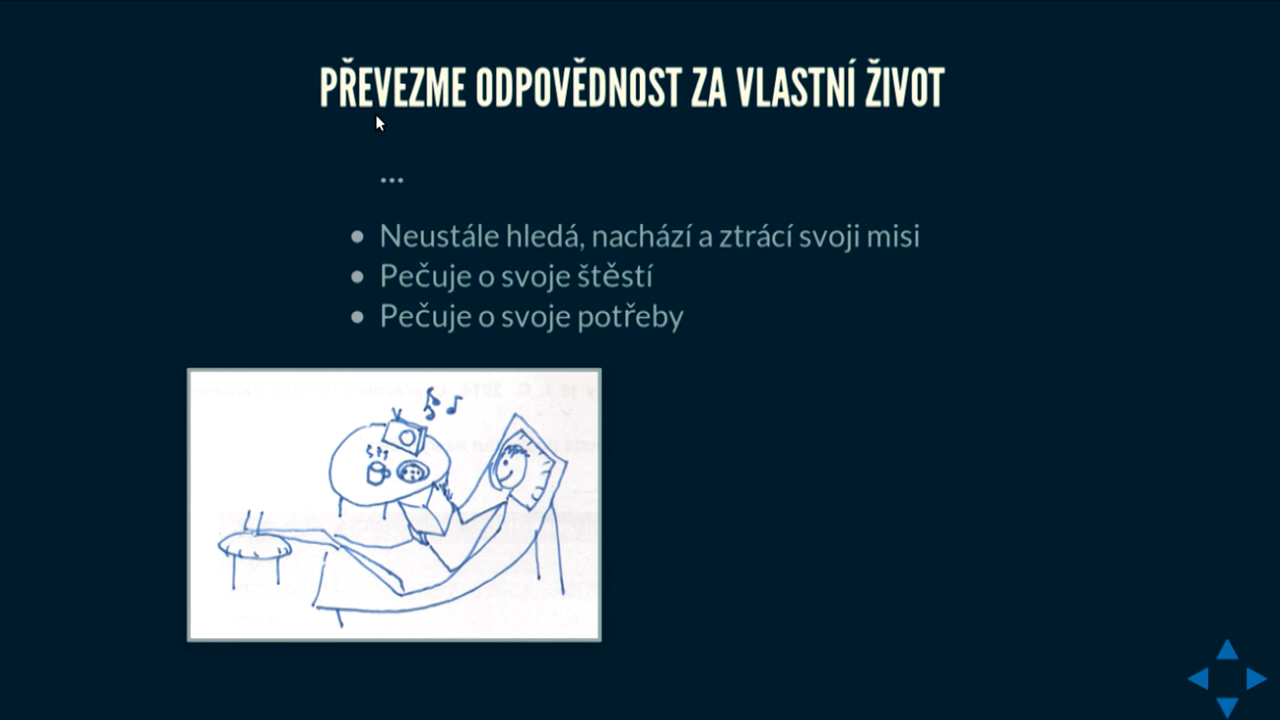 PŘEVEZME ODPOVĚDNOST ZA VLASTNÍ ŽIVOT
...
• Neustále hledá, nachází a ztrácí svoji misi
• Pečuje o svoje štěstí
• Pečuje o svoje potřeby